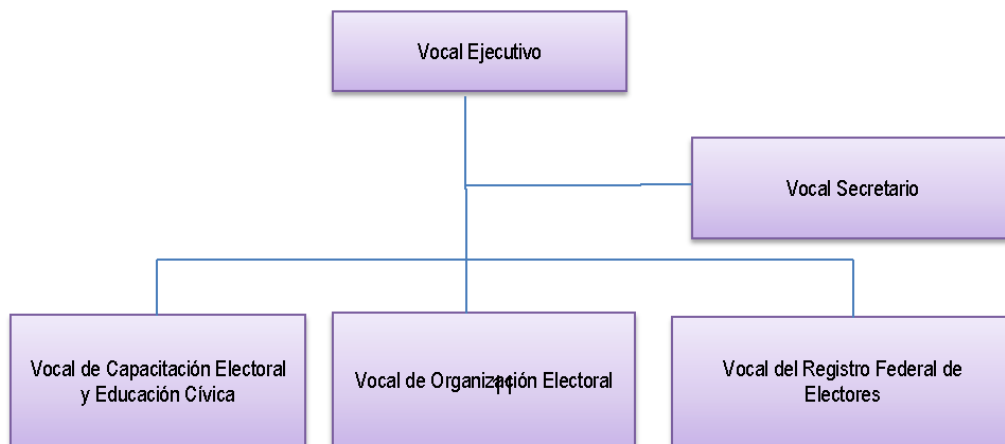 Vocal Ejecutivo
Vocal Secretario
Vocal de Capacitación Electoral
y Educación Cívica
Vocal de Organización Electoral
11
Vocal del Registro Federal de
Electores